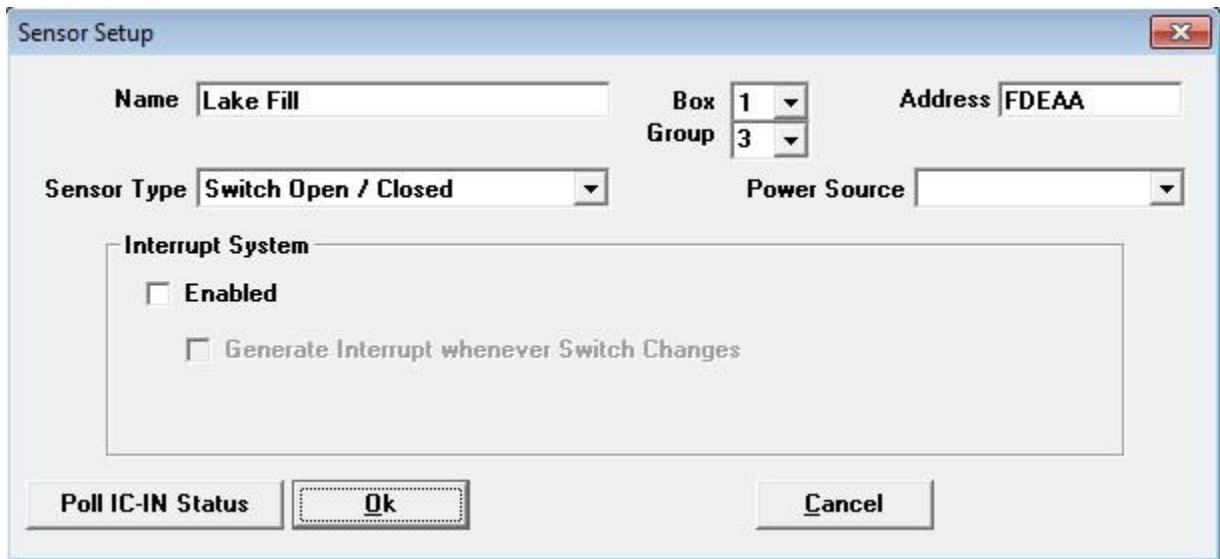 Sensor Setup
Name Lake Fill Box 1 Address FDEAA
Group 3
Sensor Type Switch Open / Closed Power Source
Interrupt System
Enabled
Generate Interrupt whenever Switch Changes
Poll IC-IN Status Ok Cancel